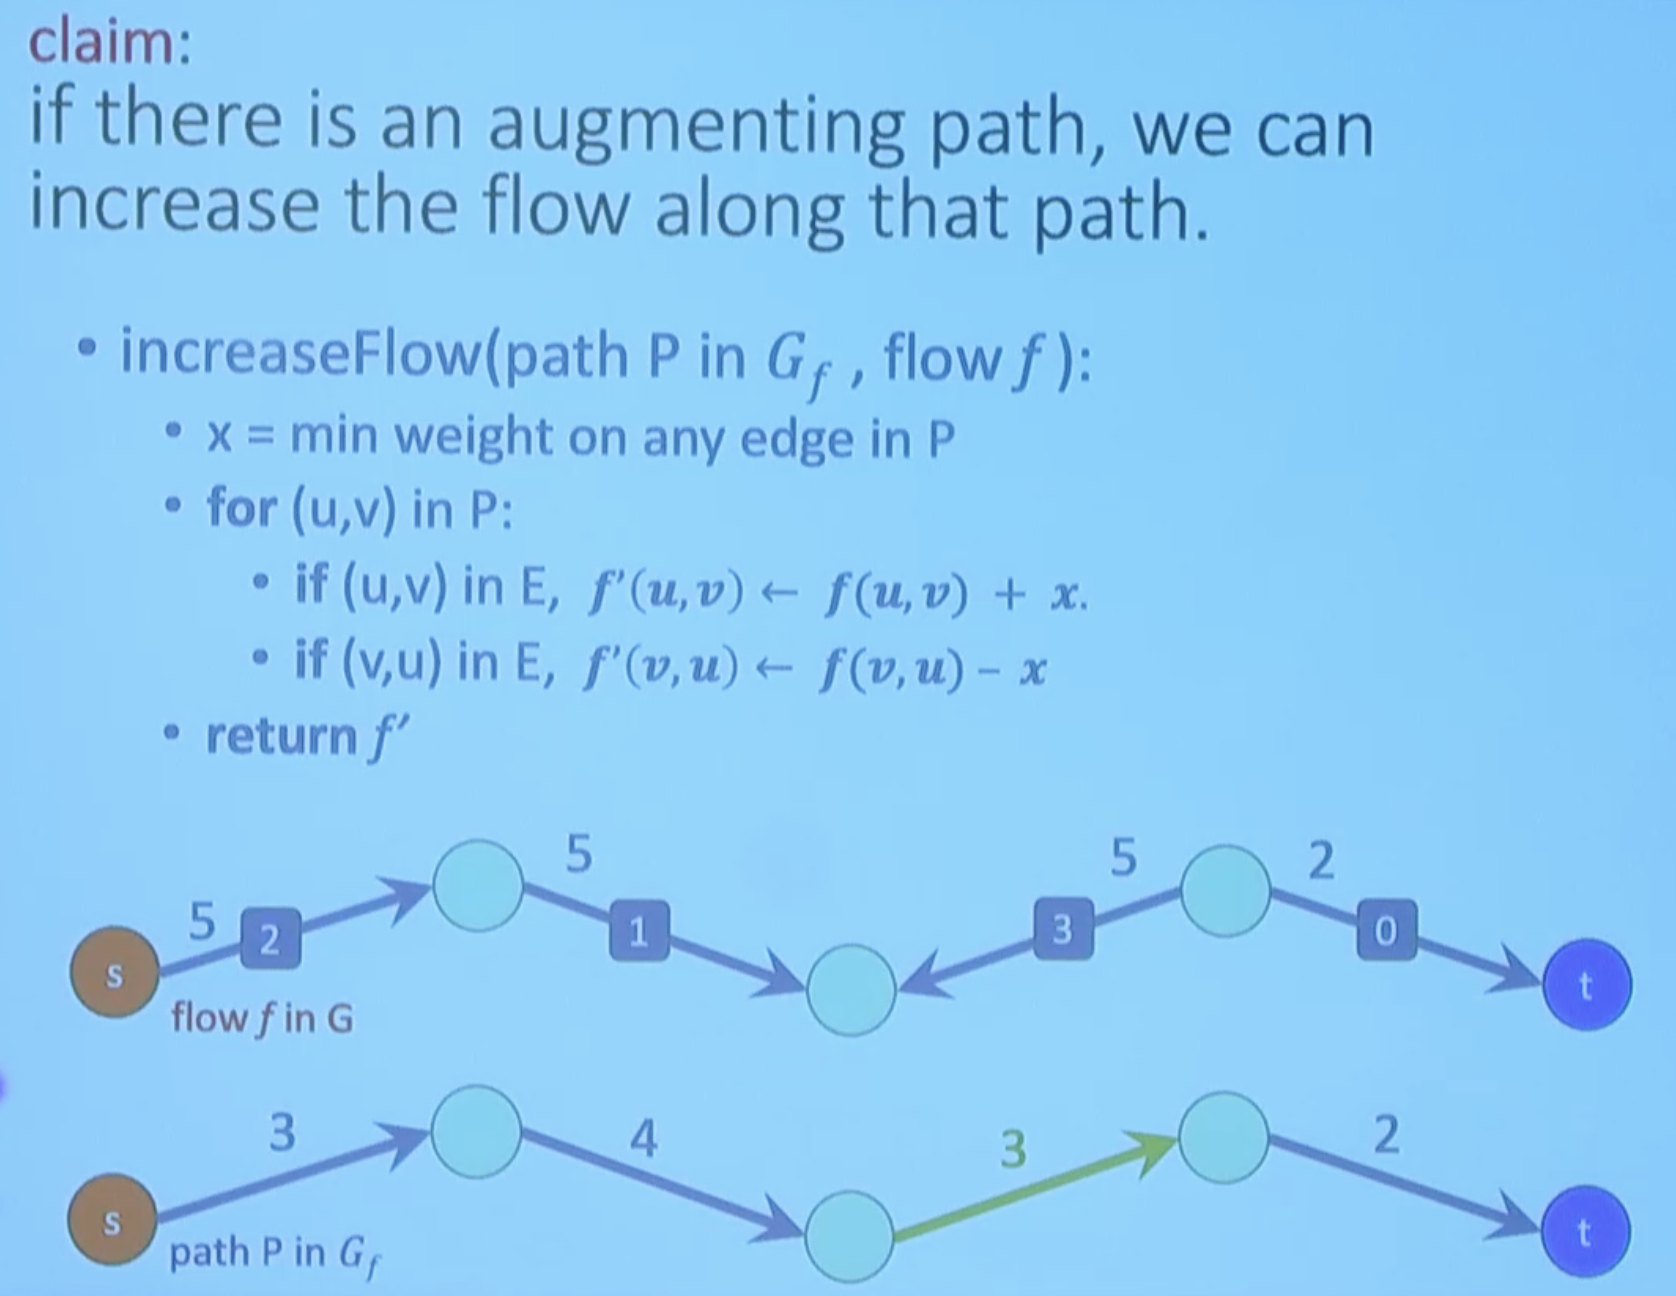 claim:
if there is an augmenting path, we can
increase the flow along that path.
• increaseFlow(path P in G_f , flow f ):
• x = min weight on any edge in P
• for (u,v) in P:
• if (u,v) in E, f'(u,v) ← f(u,v) + x.
• if (v,u) in E, f'(v,u) ← f(v,u) – x
• return f'
5 5 2
5 2 1 3 0
s t
flow f in G
3 4 3 2
s t
path P in G_f